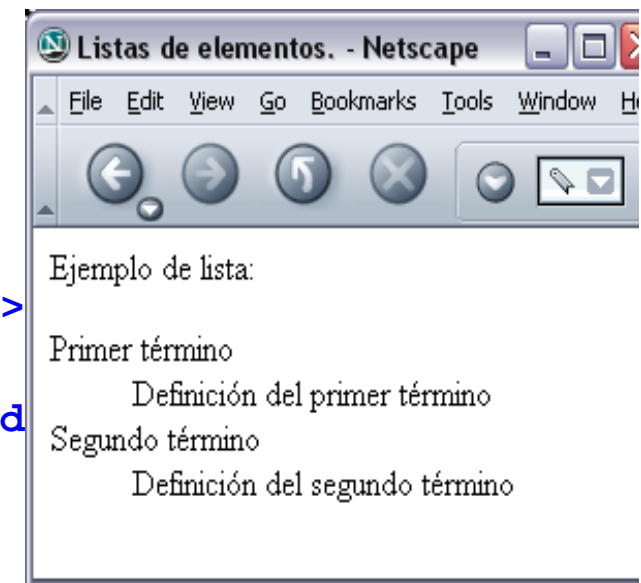 Listas de elementos. - Netscape
File Edit View Go Bookmarks Tools Window
Ejemplo de lista:
>
Primer término
Definición del primer término
d
Segundo término
Definición del segundo término